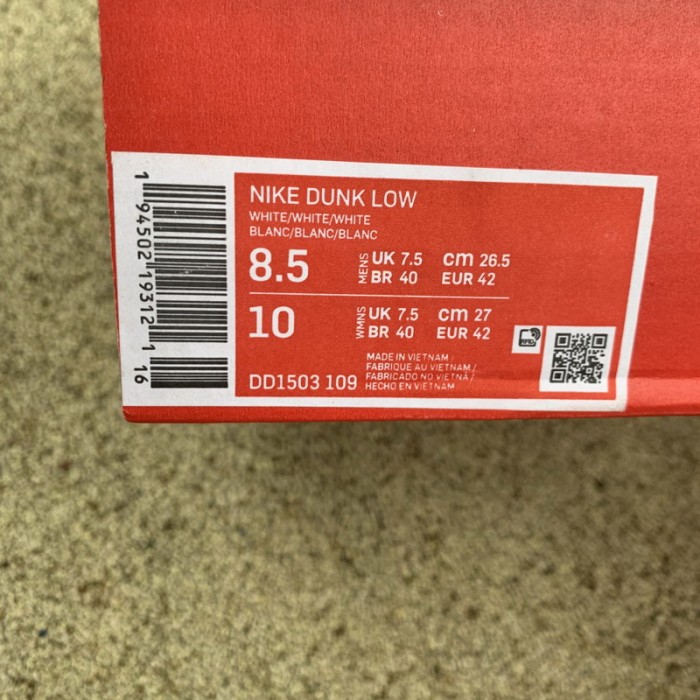 NIKE DUNK LOW
WHITE/WHITE/WHITE
BLANC/BLANC/BLANC
8.5 MENS UK 7.5 cm 26.5
BR 40 EUR 42
10 WMNS UK 7.5 cm 27
BR 40 EUR 42
MADE IN VIETNAM /
FABRIQUE AU VIETNAM /
FABRICADO NO VIETNÃ /
HECHO EN VIETNAM
DD1503 109
1 94502 19312 1
16